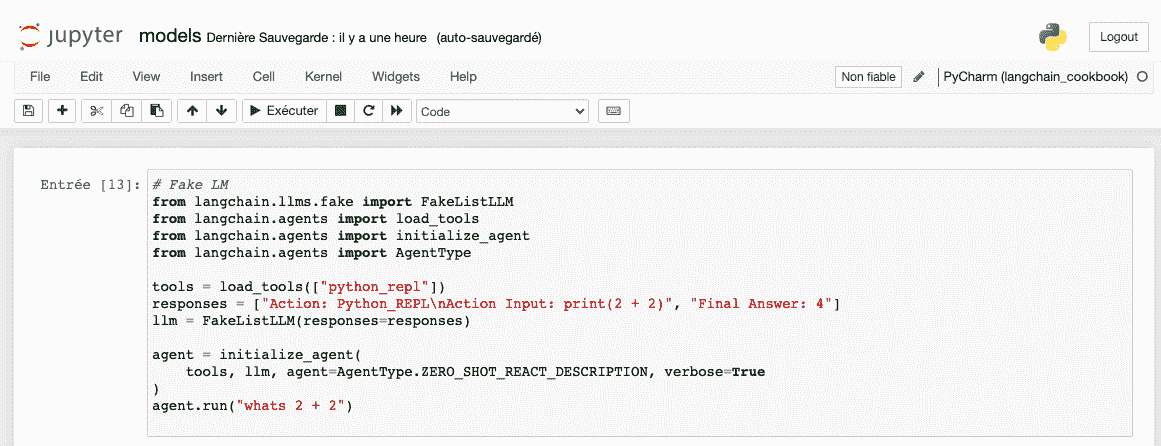 jupyter models Dernière Sauvegarde : il y a une heure (auto-sauvegardé) Logout
File Edit View Insert Cell Kernel Widgets Help Non fiable PyCharm (langchain_cookbook)
Exécuter Code
Entrée [13]: # Fake LM
from langchain.llms.fake import FakeListLLM
from langchain.agents import load_tools
from langchain.agents import initialize_agent
from langchain.agents import AgentType
tools = load_tools(["python_repl"])
responses = ["Action: Python_REPL\nAction Input: print(2 + 2)", "Final Answer: 4"]
llm = FakeListLLM(responses=responses)
agent = initialize_agent(
    tools, llm, agent=AgentType.ZERO_SHOT_REACT_DESCRIPTION, verbose=True
)
agent.run("whats 2 + 2")